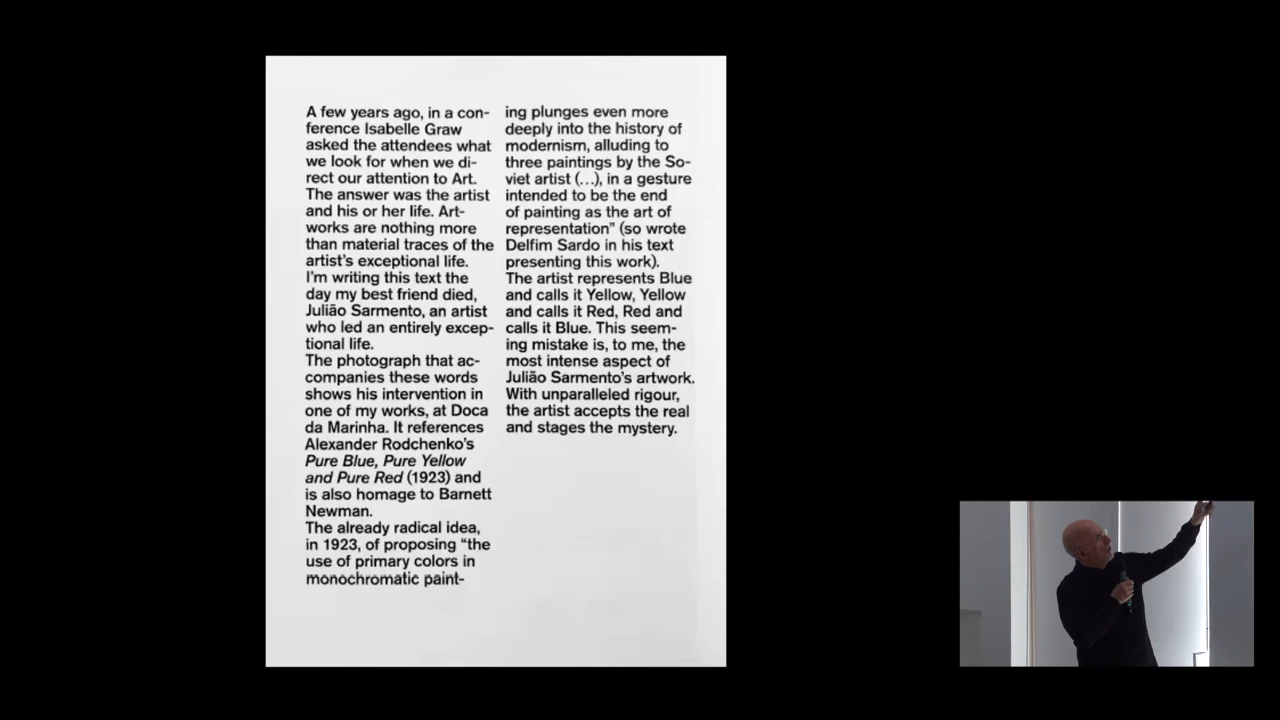 A few years ago, in a con-
ference Isabelle Graw
asked the attendees what
we look for when we di-
rect our attention to Art.
The answer was the artist
and his or her life. Art-
works are nothing more
than material traces of the
artist's exceptional life.
I'm writing this text the
day my best friend died,
Julião Sarmento, an artist
who led an entirely excep-
tional life.
The photograph that ac-
companies these words
shows his intervention in
one of my works, at Doca
da Marinha. It references
Alexander Rodchenko's
Pure Blue, Pure Yellow
and Pure Red (1923) and
is also homage to Barnett
Newman.
The already radical idea,
in 1923, of proposing “the
use of primary colors in
monochromatic paint-
ing plunges even more
deeply into the history of
modernism, alluding to
three paintings by the So-
viet artist (...), in a gesture
intended to be the end
of painting as the art of
representation” (so wrote
Delfim Sardo in his text
presenting this work).
The artist represents Blue
and calls it Yellow, Yellow
and calls it Red, Red and
calls it Blue. This seem-
ing mistake is, to me, the
most intense aspect of
Julião Sarmento's artwork.
With unparalleled rigour,
the artist accepts the real
and stages the mystery.